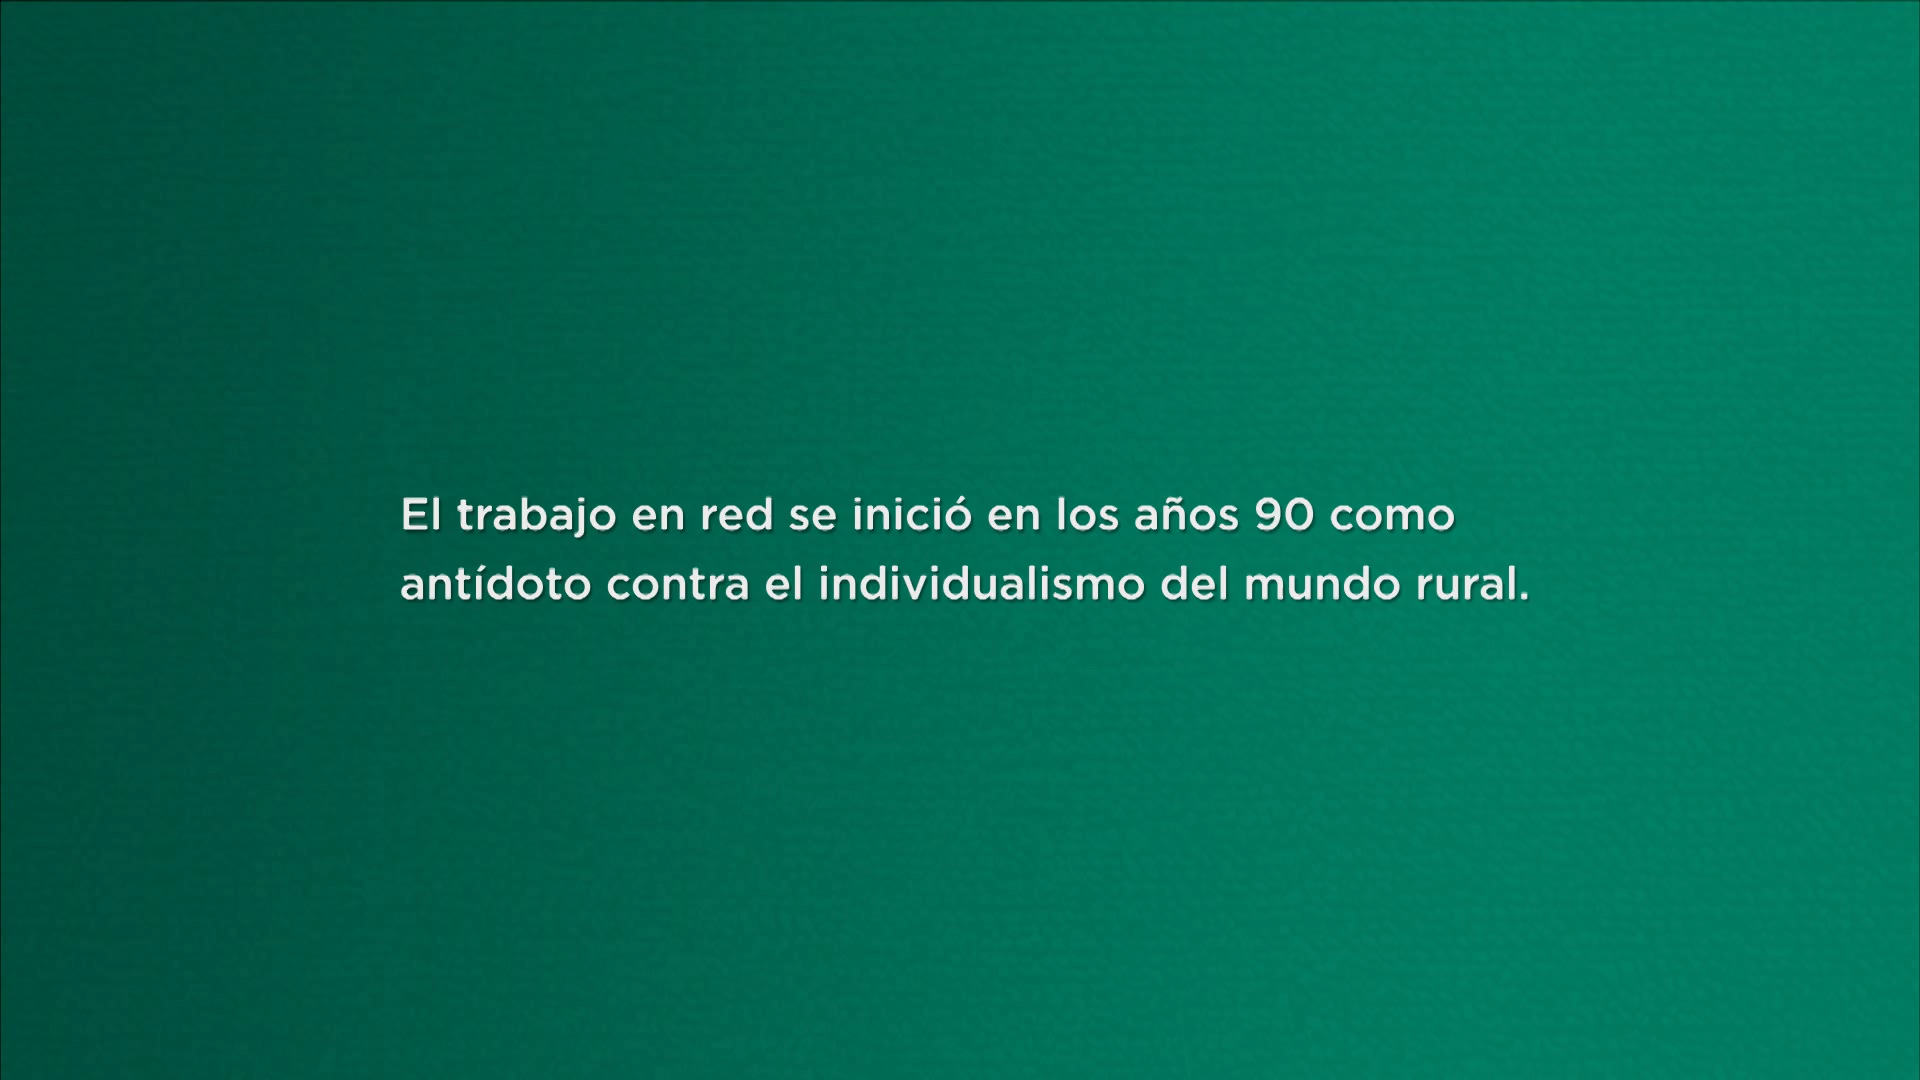 El trabajo en red se inició en los años 90 como
antídoto contra el individualismo del mundo rural.